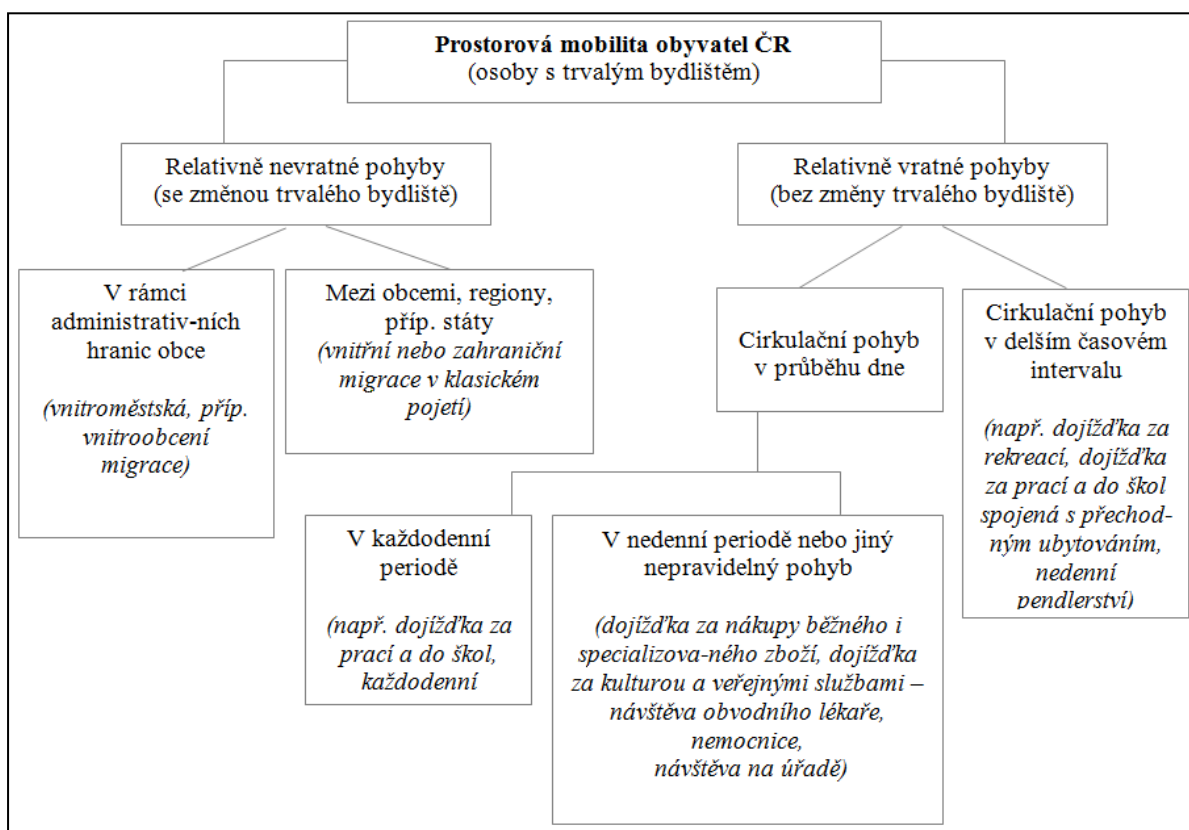 Prostorová mobilita obyvatel ČR
(osoby s trvalým bydlištěm)
Relativně nevratné pohyby
(se změnou trvalého bydliště)
Relativně vratné pohyby
(bez změny trvalého bydliště)
V rámci
administrativ-ních
hranic obce
(vnitroměstská, příp.
vnitroobcení
migrace)
Mezi obcemi, regiony,
příp. státy
(vnitřní nebo zahraniční
migrace v klasickém
pojetí)
Cirkulační pohyb
v průběhu dne
Cirkulační pohyb
v delším časovém
intervalu
(např. dojížďka za
rekreací, dojížďka
za prací a do škol
spojená s přechod-
ným ubytováním,
nedenní
pendlerství)
V každodenní
periodě
(např. dojížďka za
prací a do škol,
každodenní
V nedenní periodě nebo jiný
nepravidelný pohyb
(dojížďka za nákupy běžného i
specializova-ného zboží, dojížďka
za kulturou a veřejnými službami –
návštěva obvodního lékaře,
nemocnice,
návštěva na úřadě)